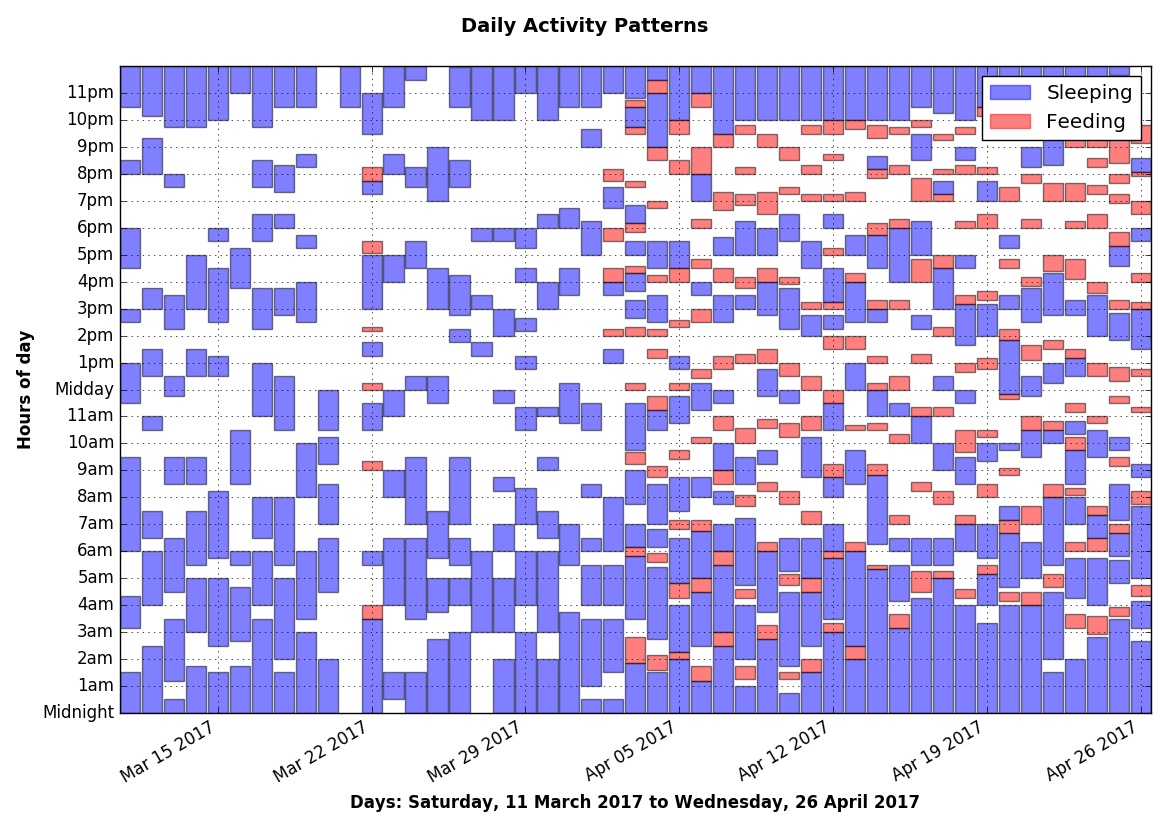 Daily Activity Patterns
Sleeping
Feeding
Hours of day
11pm
10pm
9pm
8pm
7pm
6pm
5pm
4pm
3pm
2pm
1pm
Midday
11am
10am
9am
8am
7am
6am
5am
4am
3am
2am
1am
Midnight
Mar 15 2017
Mar 22 2017
Mar 29 2017
Apr 05 2017
Apr 12 2017
Apr 19 2017
Apr 26 2017
Days: Saturday, 11 March 2017 to Wednesday, 26 April 2017